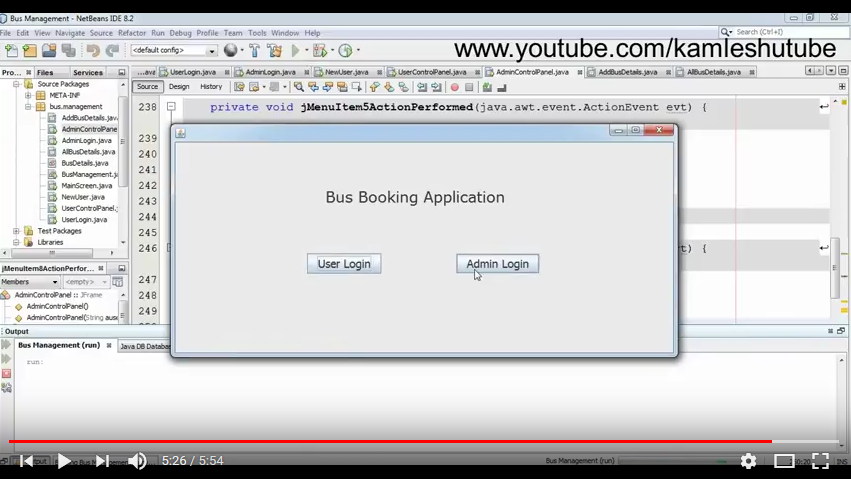 Bus Management - NetBeans IDE 8.2
File Edit View Navigate Source Refactor Run Debug Profile Team Tools Window Help
Search (Ctrl+I)
<default config>
www.youtube.com/kamleshutube
Files Services
...java UserLogin.java AdminLogin.java NewUser.java UserControlPanel.java AdminControlPanel.java AddBusDetails.java AllBusDetails.java
Source Packages
META-INF
bus.management
AddBusDetails.java
AdminControlPane
AdminLogin.java
AllBusDetails.java
BusDetails.java
BusManagement.java
MainScreen.java
NewUser.java
UserControlPanel.java
UserLogin.java
Test Packages
Libraries
Source Design History
238 private void jMenuItem5ActionPerformed(java.awt.event.ActionEvent evt) {
239
240
241
242
243
244
245
246
247
248
249
Bus Booking Application
User Login Admin Login
jMenuItem8ActionPerfor...
Members <empty>
AdminControlPanel :: JFrame
AdminControlPanel()
AdminControlPanel(String
Output
Bus Management (run) Java DB Databas
run:
5:26 / 5:54
Bus Management (run)
INS